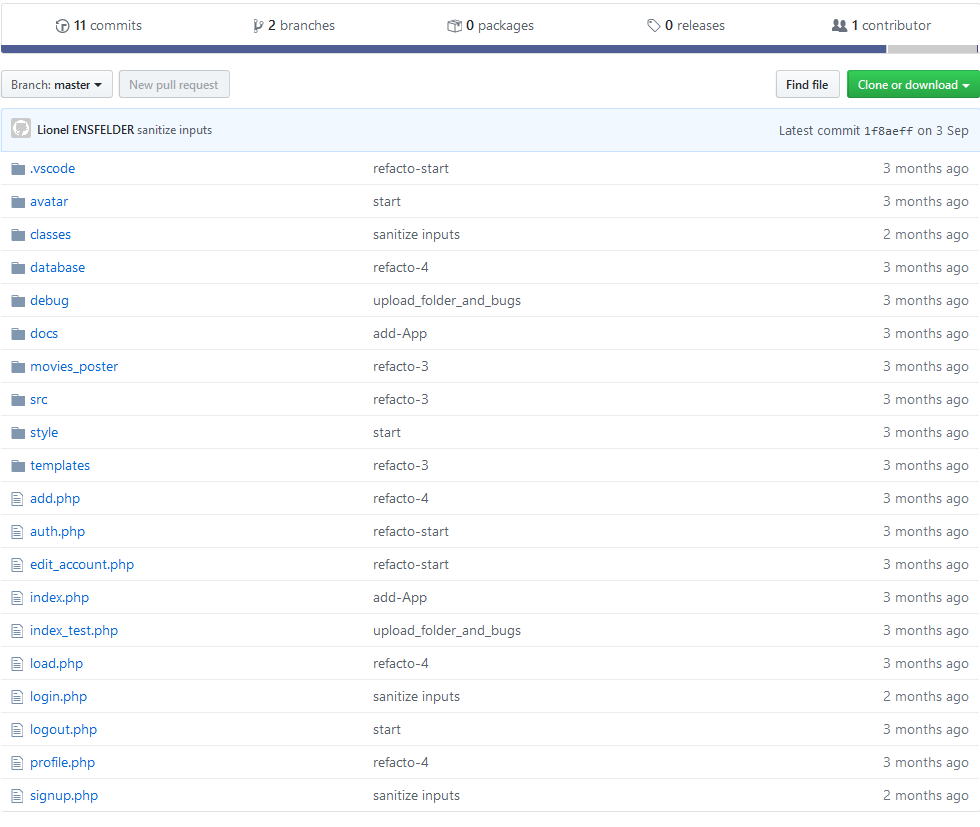 11 commits 2 branches 0 packages 0 releases 1 contributor
Branch: master New pull request Find file Clone or download
Lionel ENSFELDER sanitize inputs Latest commit 1f8aeff on 3 Sep
.vscode refacto-start 3 months ago
avatar start 3 months ago
classes sanitize inputs 2 months ago
database refacto-4 3 months ago
debug upload_folder_and_bugs 3 months ago
docs add-App 3 months ago
movies_poster refacto-3 3 months ago
src refacto-3 3 months ago
style start 3 months ago
templates refacto-3 3 months ago
add.php refacto-4 3 months ago
auth.php refacto-start 3 months ago
edit_account.php refacto-start 3 months ago
index.php add-App 3 months ago
index_test.php upload_folder_and_bugs 3 months ago
load.php refacto-4 3 months ago
login.php sanitize inputs 2 months ago
logout.php start 3 months ago
profile.php refacto-4 3 months ago
signup.php sanitize inputs 2 months ago